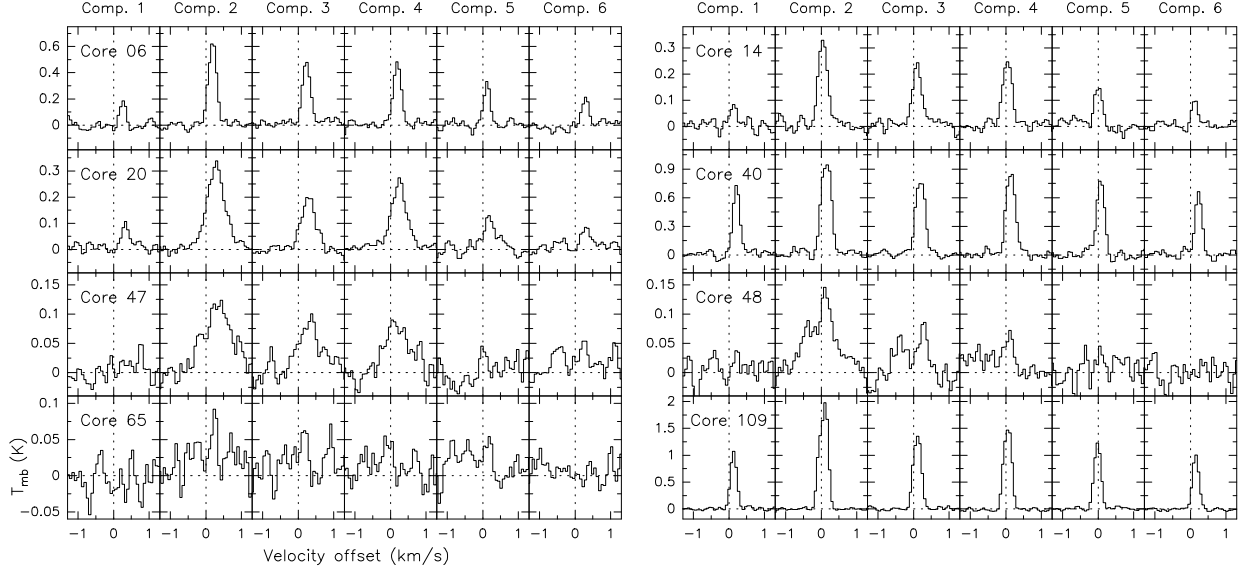 Comp. 1 Comp. 2 Comp. 3 Comp. 4 Comp. 5 Comp. 6
Core 06
0.6
0.4
0.2
0
Core 20
0.3
0.2
0.1
0
Core 47
0.15
0.1
0.05
0
Core 65
0.1
0.05
0
−0.05
T_mb (K)
−1 0 1 −1 0 1 −1 0 1 −1 0 1 −1 0 1 −1 0 1
Velocity offset (km/s)
Comp. 1 Comp. 2 Comp. 3 Comp. 4 Comp. 5 Comp. 6
Core 14
0.3
0.2
0.1
0
Core 40
0.9
0.6
0.3
0
Core 48
0.15
0.1
0.05
0
Core 109
2
1.5
1
0.5
0
−1 0 1 −1 0 1 −1 0 1 −1 0 1 −1 0 1 −1 0 1